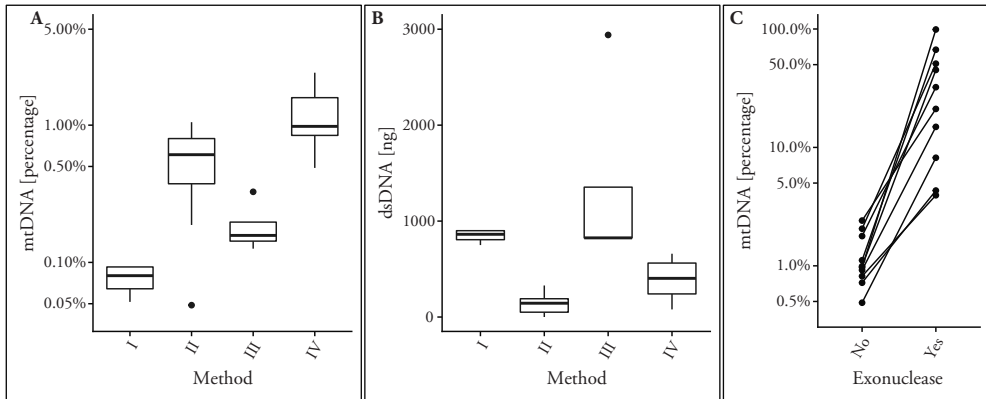 A
mtDNA [percentage]
5.00%
1.00%
0.50%
0.10%
0.05%
I
II
III
IV
Method
B
dsDNA [ng]
3000
2000
1000
0
I
II
III
IV
Method
C
mtDNA [percentage]
100.0%
50.0%
10.0%
5.0%
1.0%
0.5%
No
Yes
Exonuclease